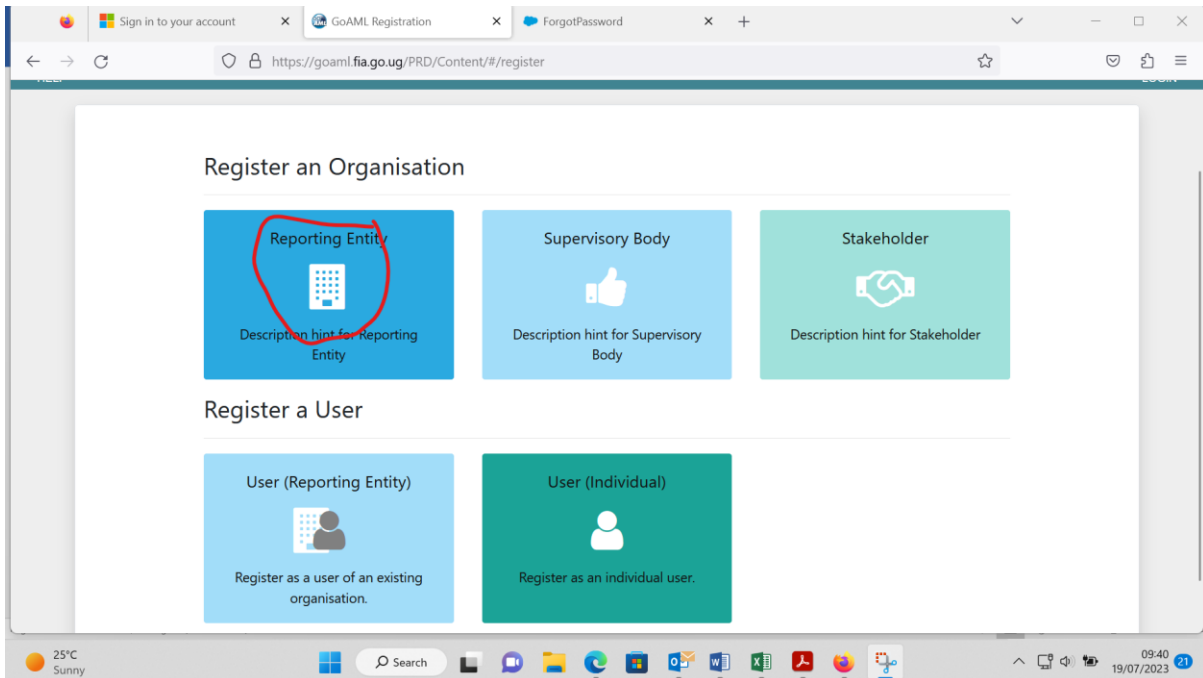 Sign in to your account
GoAML Registration
ForgotPassword
https://goaml.fia.go.ug/PRD/Content/#/register
Register an Organisation
Reporting Entity
Description hint for Reporting
Entity
Supervisory Body
Description hint for Supervisory
Body
Stakeholder
Description hint for Stakeholder
Register a User
User (Reporting Entity)
Register as a user of an existing
organisation.
User (Individual)
Register as an individual user.
25°C
Sunny
Search
09:40
19/07/2023
21